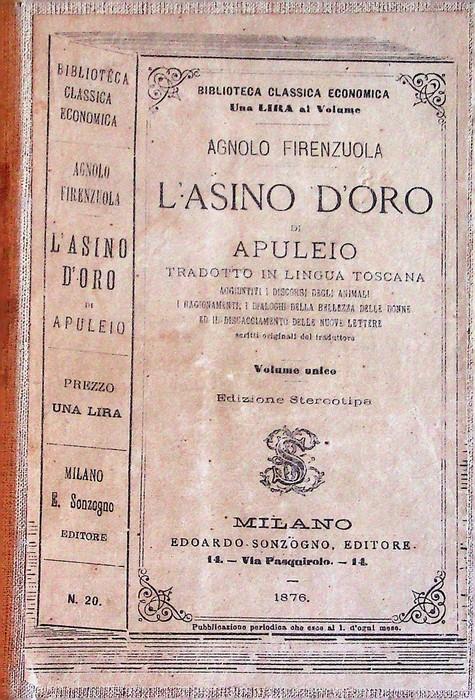 BIBLIOTECA
CLASSICA
ECONOMICA
AGNOLO
FIRENZUOLA
L'ASINO
D'ORO
DI
APULEIO
PREZZO
UNA LIRA
MILANO
E. Sonzogno
EDITORE
N. 20.
BIBLIOTECA CLASSICA ECONOMICA
Una LIRA al Volume
AGNOLO FIRENZUOLA
L'ASINO D'ORO
DI
APULEIO
TRADOTTO IN LINGUA TOSCANA
AGGIUNTIVI I DISCORSI DEGLI ANIMALI
I RAGIONAMENTI, I DIALOGHI DELLA BELLEZZA DELLE DONNE
ED IL DISCACCIAMENTO DELLE NUOVE LETTERE
scritti originali del traduttore
Volume unico
Edizione Stereotipa
MILANO
EDOARDO SONZOGNO, EDITORE.
14. — Via Pasquirolo. — 14.
1876.
Pubblicazione periodica che esce al 1. d'ogni mese.